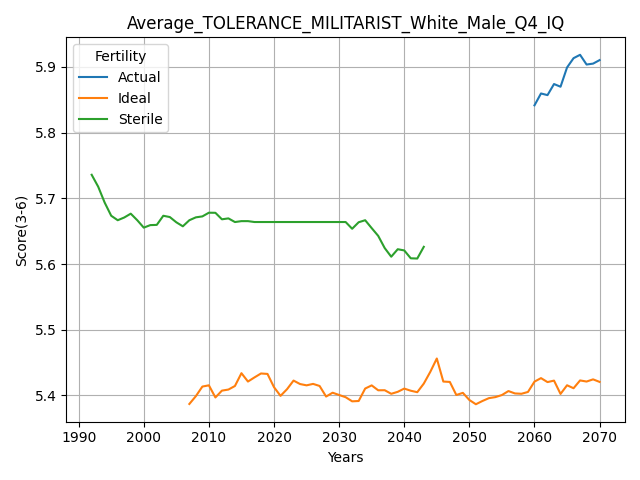 Average_TOLERANCE_MILITARIST_White_Male_Q4_IQ
Fertility
Actual
Ideal
Sterile
5.9
5.8
5.7
5.6
5.5
5.4
Score(3-6)
1990 2000 2010 2020 2030 2040 2050 2060 2070
Years